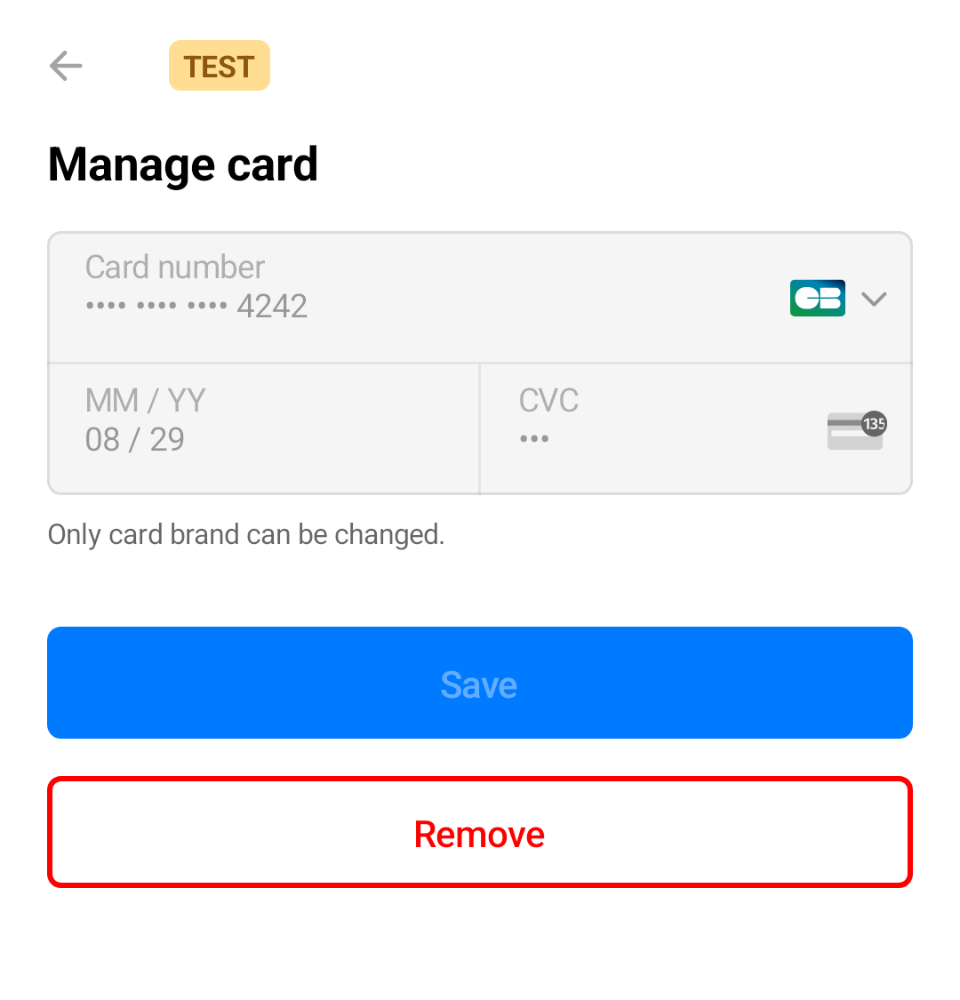 TEST
Manage card
Card number
•••• •••• •••• 4242
CB
MM / YY
08 / 29
CVC
•••
135
Only card brand can be changed.
Save
Remove